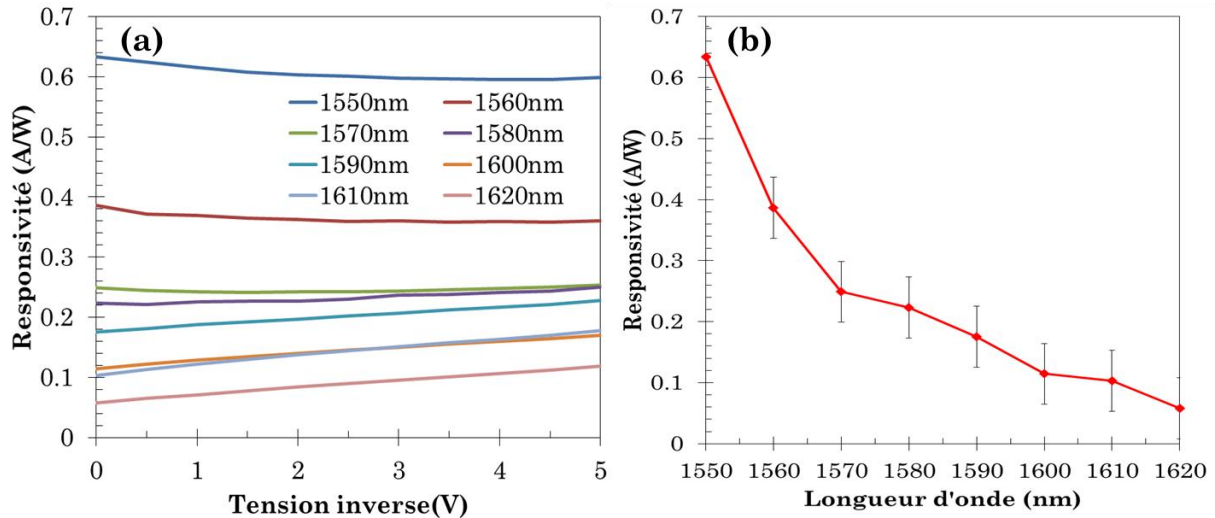 (a)
Responsivité (A/W)
0.7
0.6
0.5
0.4
0.3
0.2
0.1
0
1550nm 1560nm
1570nm 1580nm
1590nm 1600nm
1610nm 1620nm
0 1 2 3 4 5
Tension inverse(V)
(b)
Responsivité (A/W)
0.7
0.6
0.5
0.4
0.3
0.2
0.1
0
1550 1560 1570 1580 1590 1600 1610 1620
Longueur d'onde (nm)